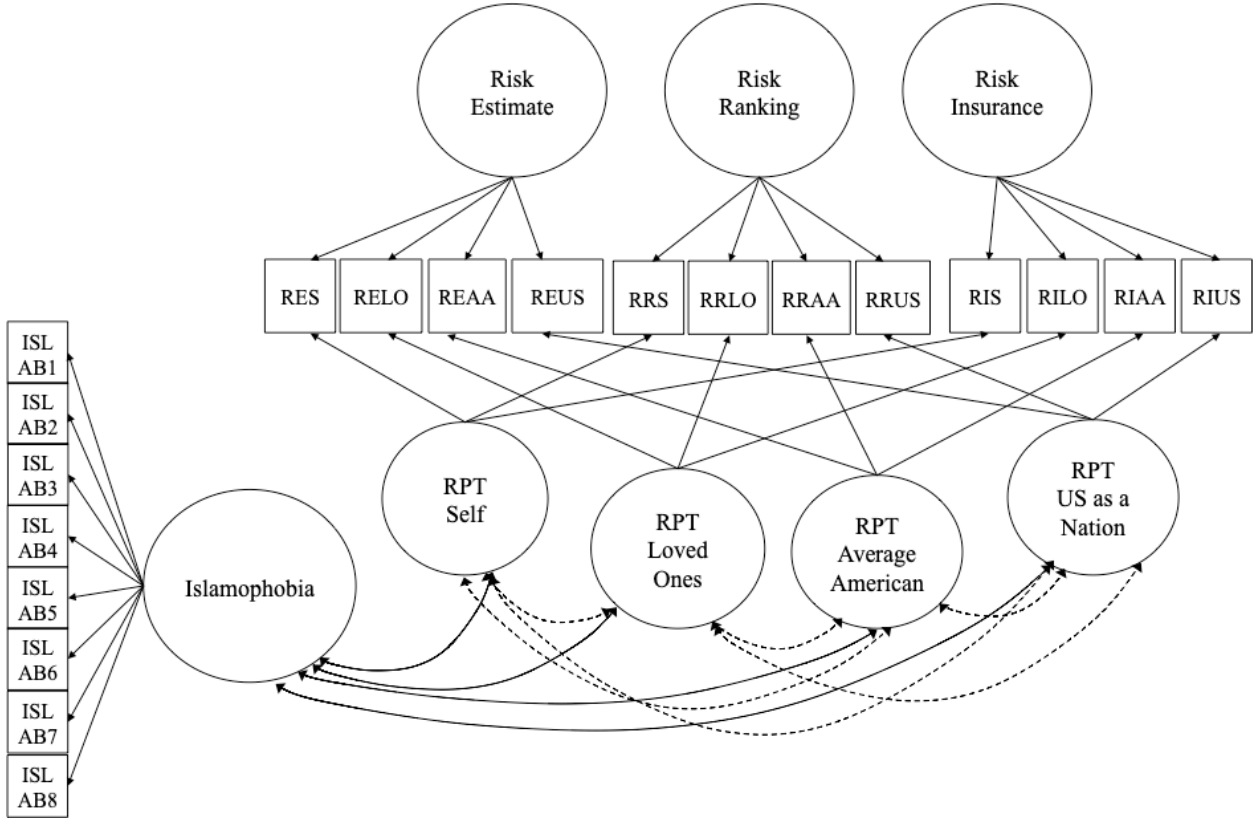 Risk
Estimate
Risk
Ranking
Risk
Insurance
RES
RELO
REAA
REUS
RRS
RRLO
RRAA
RRUS
RIS
RILO
RIAA
RIUS
ISL
AB1
ISL
AB2
ISL
AB3
ISL
AB4
ISL
AB5
ISL
AB6
ISL
AB7
ISL
AB8
Islamophobia
RPT
Self
RPT
Loved
Ones
RPT
Average
American
RPT
US as a
Nation